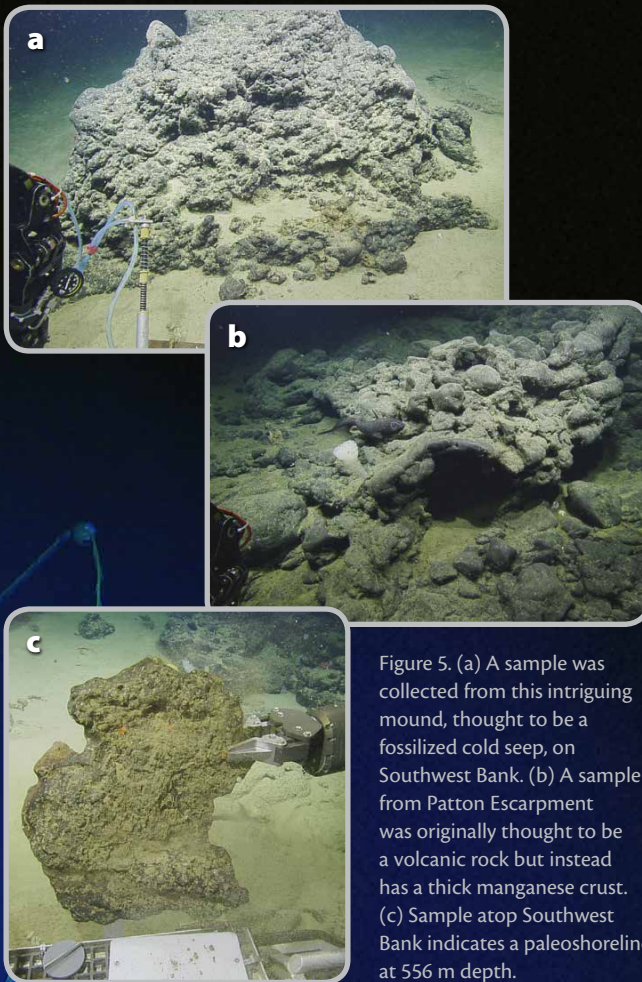 a
b
c
Figure 5. (a) A sample was
collected from this intriguing
mound, thought to be a
fossilized cold seep, on
Southwest Bank. (b) A sample
from Patton Escarpment
was originally thought to be
a volcanic rock but instead
has a thick manganese crust.
(c) Sample atop Southwest
Bank indicates a paleoshoreline
at 556 m depth.